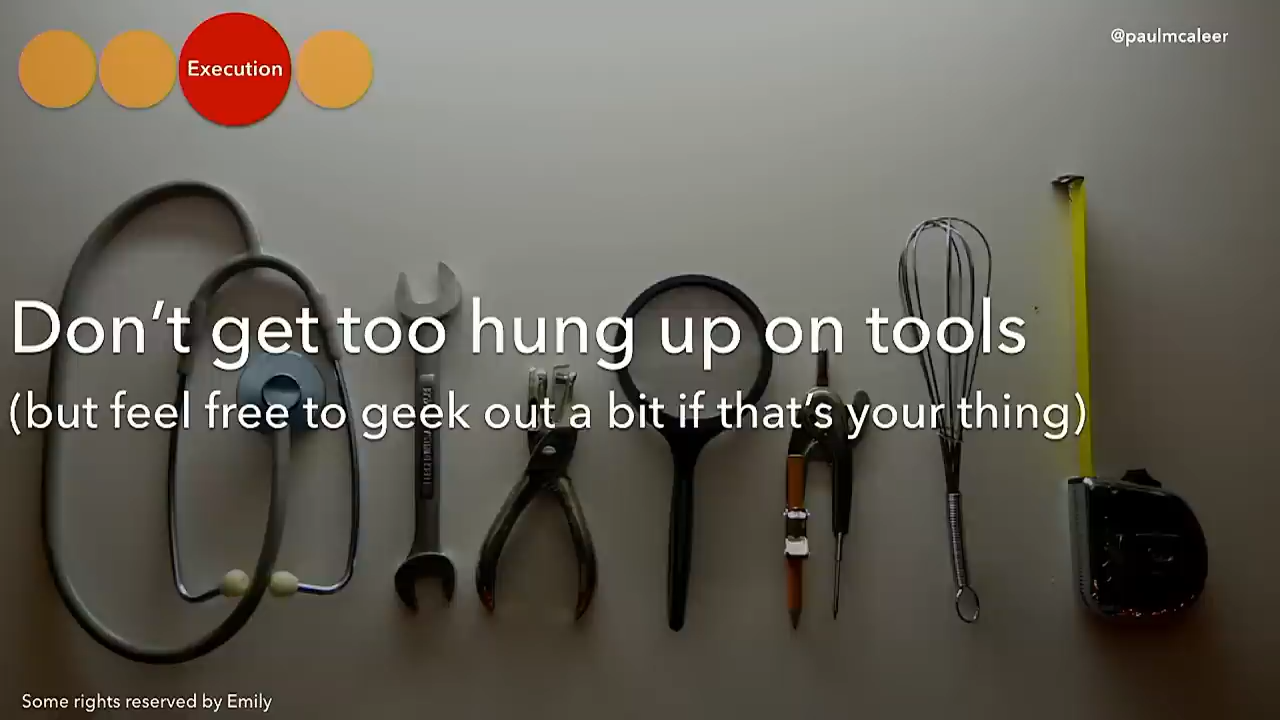 Execution
@paulmcaleer
Don't get too hung up on tools
(but feel free to geek out a bit if that's your thing)
Some rights reserved by Emily